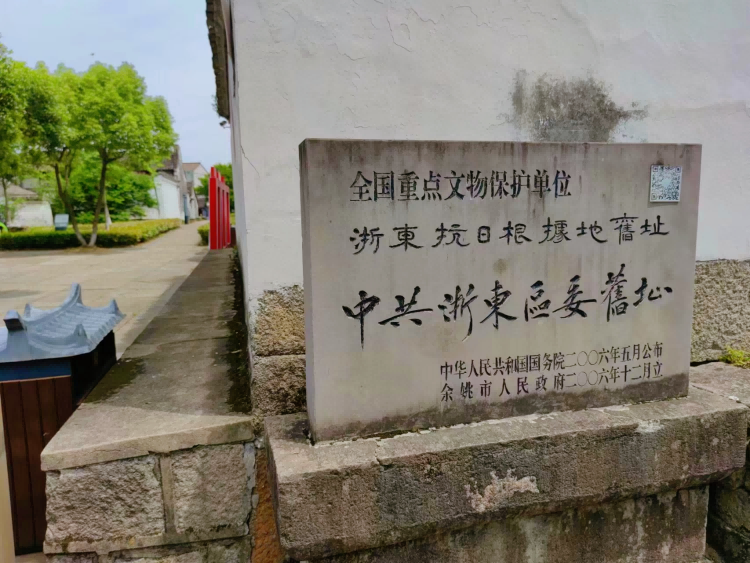 全国重点文物保护单位
浙東抗日根據地舊址
中共浙東區委舊址
中华人民共和国国务院二〇〇六年五月公布
余姚市人民政府二〇〇六年十二月立